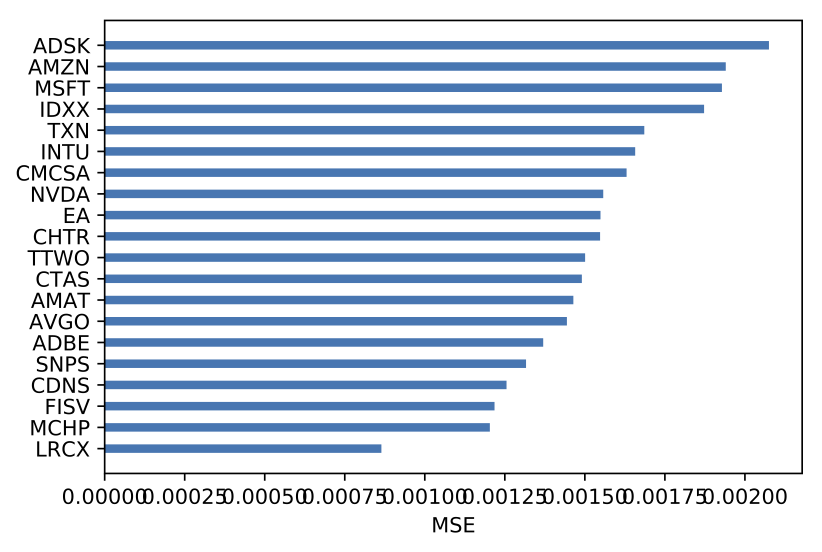 ADSK
AMZN
MSFT
IDXX
TXN
INTU
CMCSA
NVDA
EA
CHTR
TTWO
CTAS
AMAT
AVGO
ADBE
SNPS
CDNS
FISV
MCHP
LRCX
0.00000 0.00025 0.00050 0.00075 0.00100 0.00125 0.00150 0.00175 0.00200
MSE